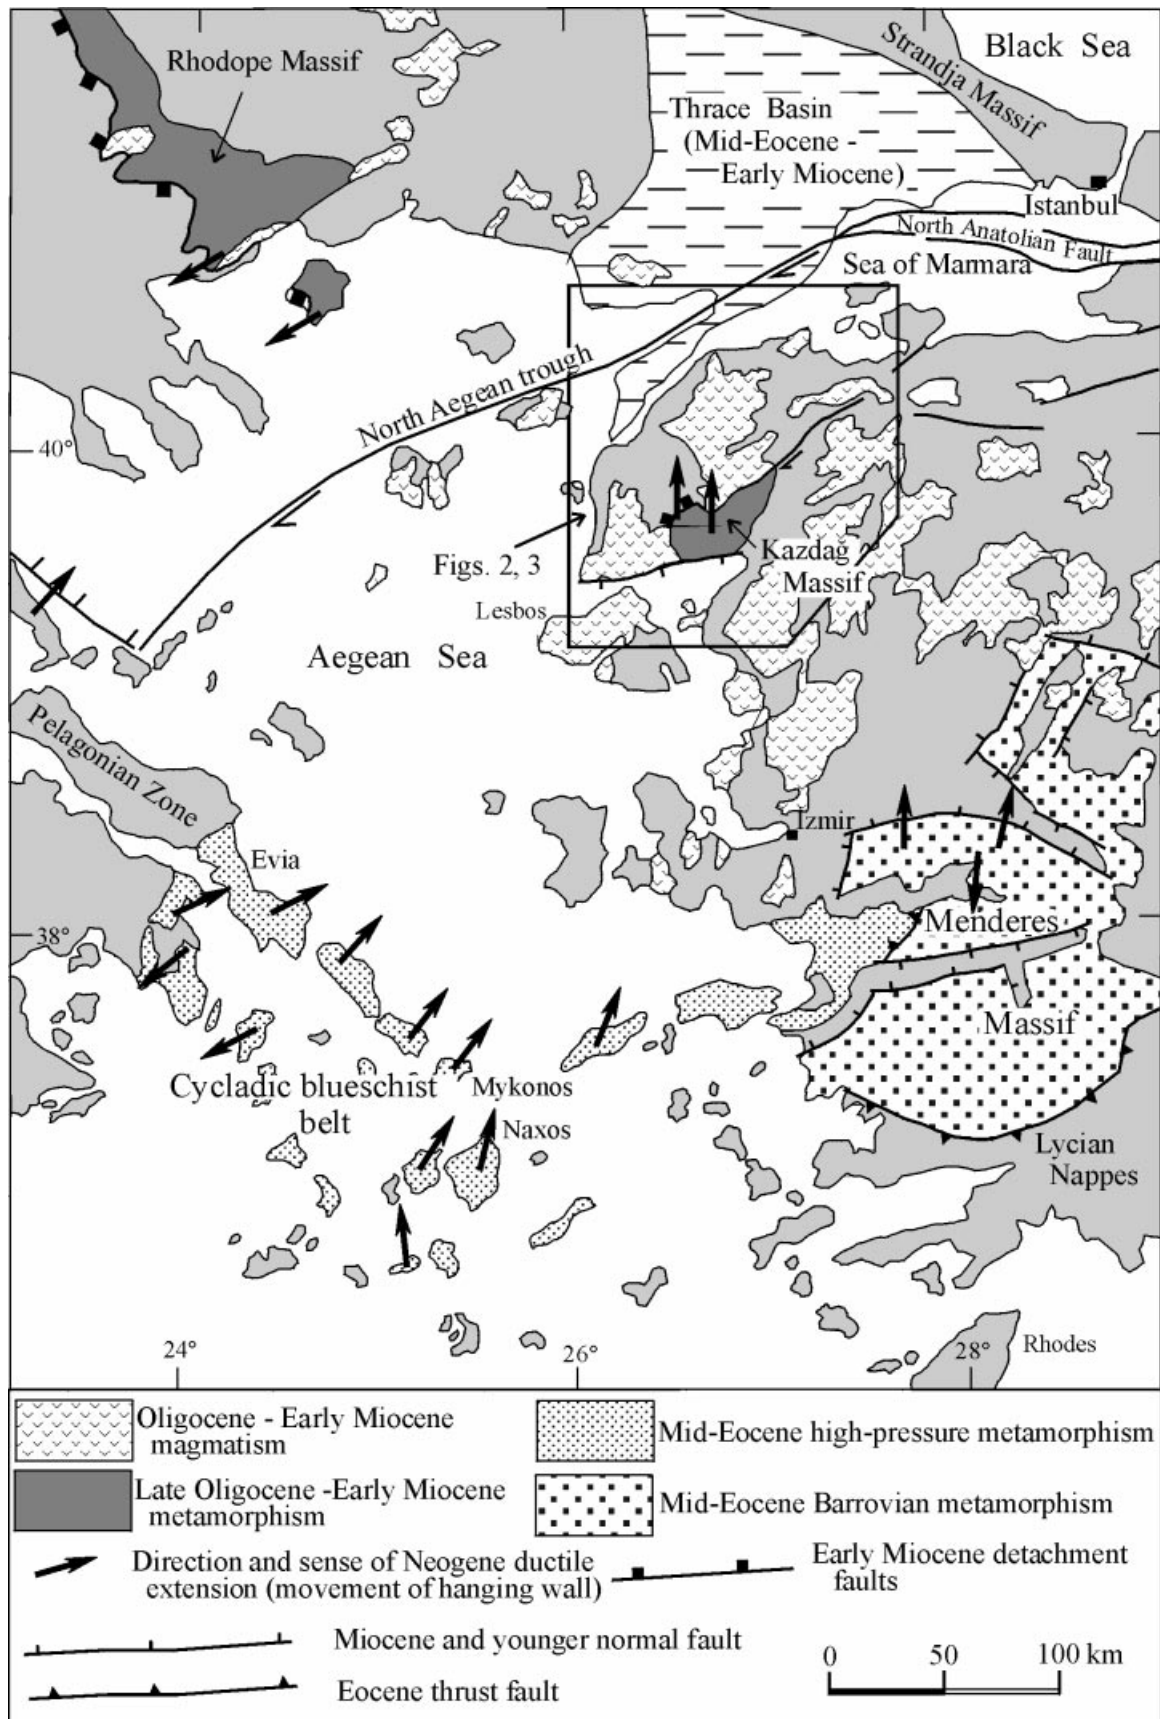 Black Sea
Strandja Massif
Rhodope Massif
Thrace Basin
(Mid-Eocene -
Early Miocene)
Istanbul
North Anatolian Fault
Sea of Marmara
North Aegean trough
40°
Figs. 2, 3
Kazdag
Massif
Lesbos
Aegean Sea
Pelagonian Zone
Izmir
Evia
38°
Menderes
Massif
Cycladic blueschist
belt
Mykonos
Naxos
Lycian
Nappes
24°
26°
28°
Rhodes
Oligocene - Early Miocene
magmatism
Mid-Eocene high-pressure metamorphism
Late Oligocene -Early Miocene
metamorphism
Mid-Eocene Barrovian metamorphism
Direction and sense of Neogene ductile
extension (movement of hanging wall)
Early Miocene detachment
faults
Miocene and younger normal fault
Eocene thrust fault
0 50 100 km